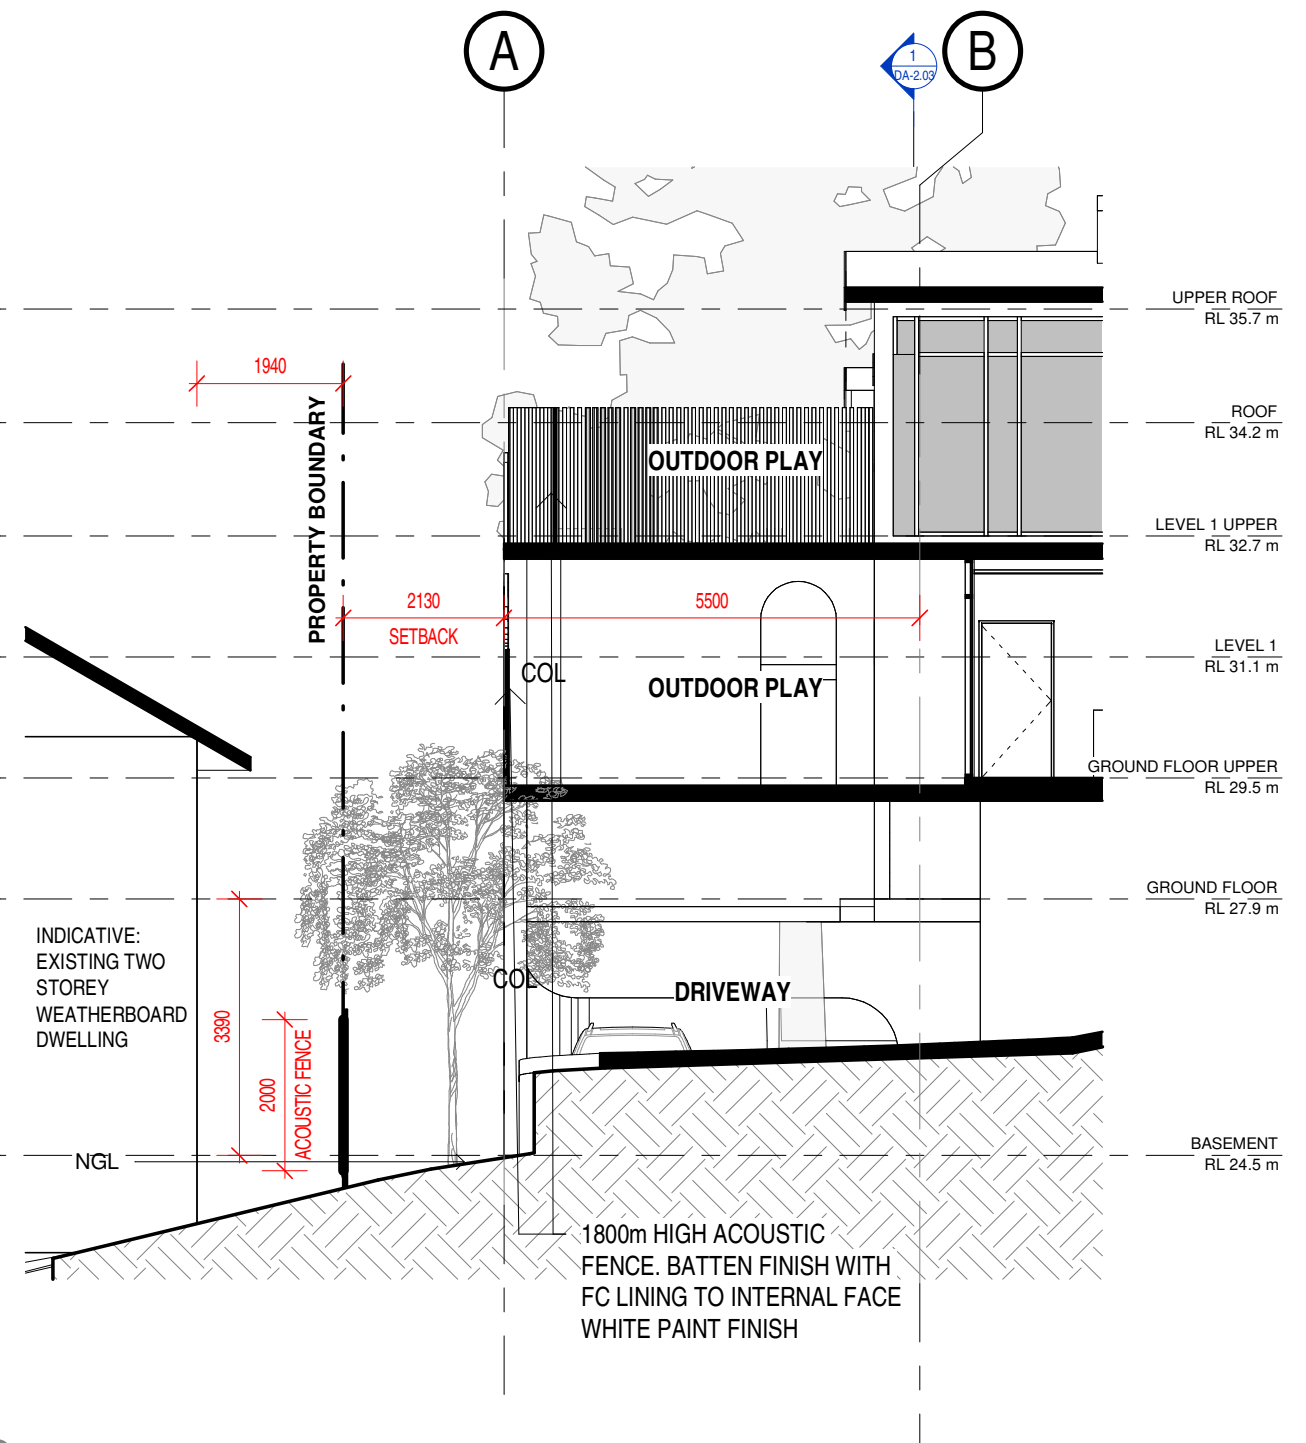 A
1
DA-2.03
B
UPPER ROOF
RL 35.7 m
1940
ROOF
RL 34.2 m
PROPERTY BOUNDARY
OUTDOOR PLAY
LEVEL 1 UPPER
RL 32.7 m
2130
5500
SETBACK
LEVEL 1
RL 31.1 m
COL
OUTDOOR PLAY
GROUND FLOOR UPPER
RL 29.5 m
GROUND FLOOR
RL 27.9 m
INDICATIVE:
EXISTING TWO
STOREY
WEATHERBOARD
DWELLING
COL
DRIVEWAY
3390
2000
ACOUSTIC FENCE
NGL
BASEMENT
RL 24.5 m
1800m HIGH ACOUSTIC
FENCE. BATTEN FINISH WITH
FC LINING TO INTERNAL FACE
WHITE PAINT FINISH